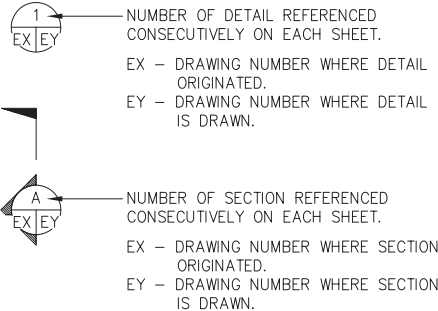 1
EX EY
NUMBER OF DETAIL REFERENCED
CONSECUTIVELY ON EACH SHEET.
EX – DRAWING NUMBER WHERE DETAIL
ORIGINATED.
EY – DRAWING NUMBER WHERE DETAIL
IS DRAWN.
A
EX EY
NUMBER OF SECTION REFERENCED
CONSECUTIVELY ON EACH SHEET.
EX – DRAWING NUMBER WHERE SECTION
ORIGINATED.
EY – DRAWING NUMBER WHERE SECTION
IS DRAWN.